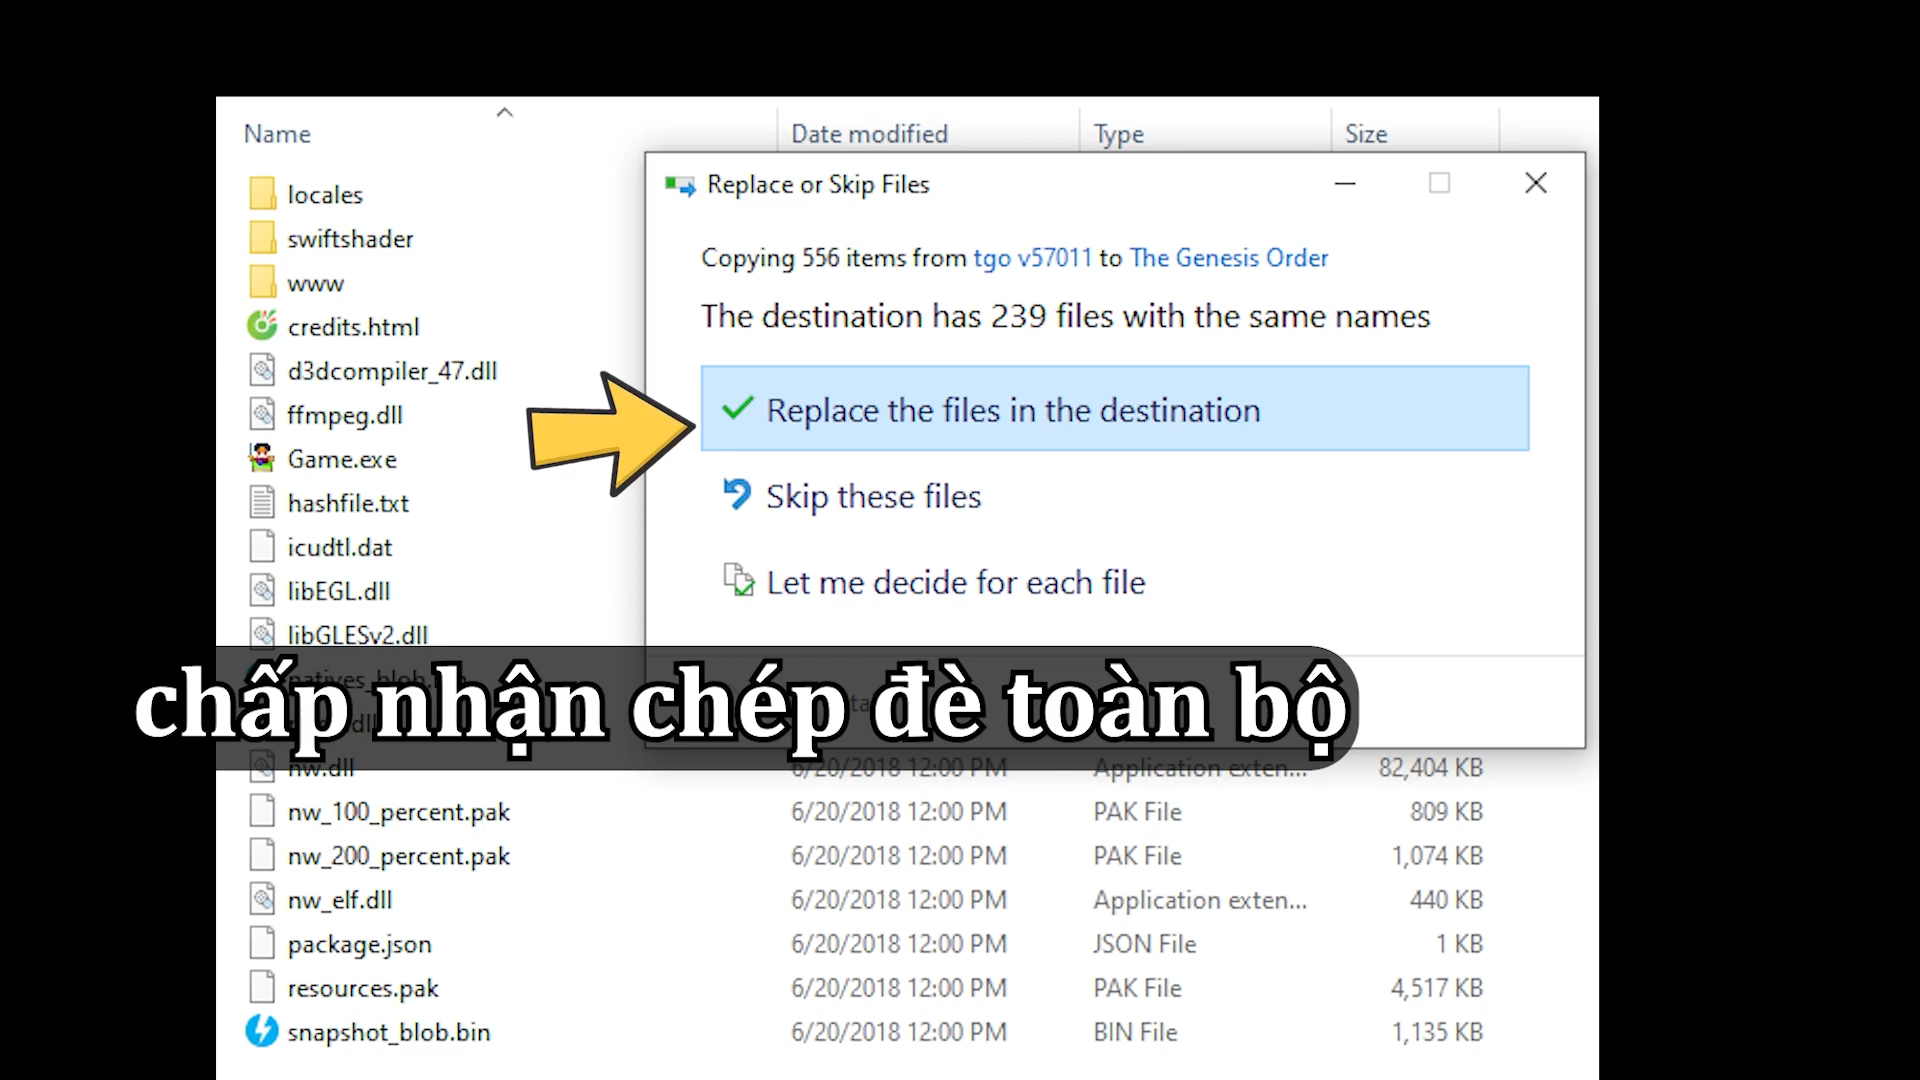 Name
Date modified
Type
Size
locales
swiftshader
www
credits.html
d3dcompiler_47.dll
ffmpeg.dll
Game.exe
hashfile.txt
icudtl.dat
libEGL.dll
libGLESv2.dll
Replace or Skip Files
Copying 556 items from tgo v57011 to The Genesis Order
The destination has 239 files with the same names
Replace the files in the destination
Skip these files
Let me decide for each file
chấp nhận chép đè toàn bộ
nw.dll 6/20/2018 12:00 PM Application exten... 82,404 KB
nw_100_percent.pak 6/20/2018 12:00 PM PAK File 809 KB
nw_200_percent.pak 6/20/2018 12:00 PM PAK File 1,074 KB
nw_elf.dll 6/20/2018 12:00 PM Application exten... 440 KB
package.json 6/20/2018 12:00 PM JSON File 1 KB
resources.pak 6/20/2018 12:00 PM PAK File 4,517 KB
snapshot_blob.bin 6/20/2018 12:00 PM BIN File 1,135 KB